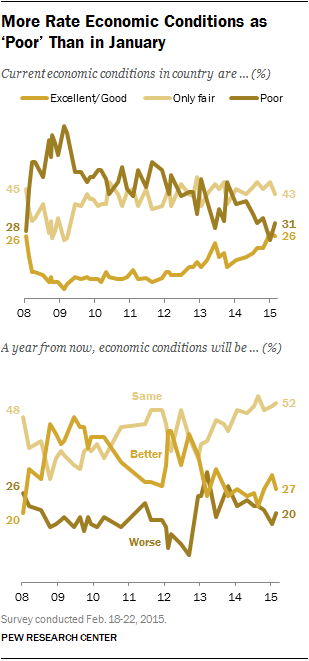 More Rate Economic Conditions as
‘Poor’ Than in January
Current economic conditions in country are ... (%)
Excellent/Good Only fair Poor
45
28
26
43
31
26
08 09 10 11 12 13 14 15
A year from now, economic conditions will be ... (%)
Same
48
52
Better
26
20
27
20
Worse
08 09 10 11 12 13 14 15
Survey conducted Feb. 18-22, 2015.
PEW RESEARCH CENTER